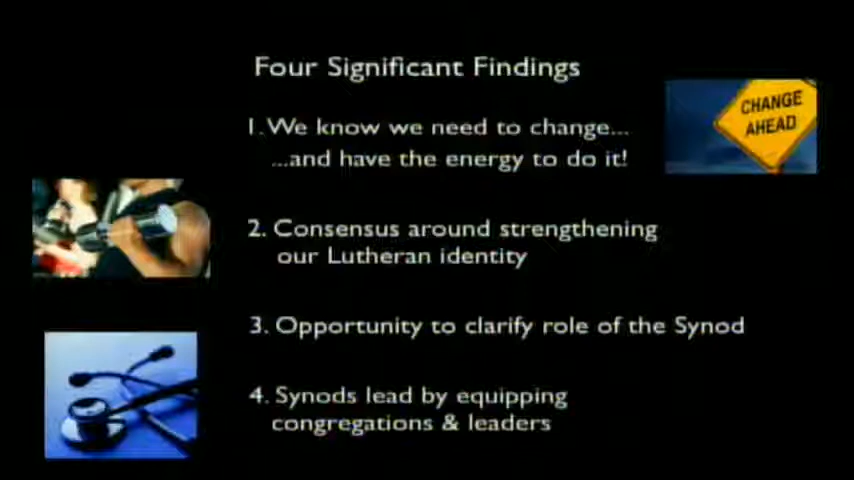 Four Significant Findings
1. We know we need to change...
...and have the energy to do it!
CHANGE
AHEAD
2. Consensus around strengthening
our Lutheran identity
3. Opportunity to clarify role of the Synod
4. Synods lead by equipping
congregations & leaders